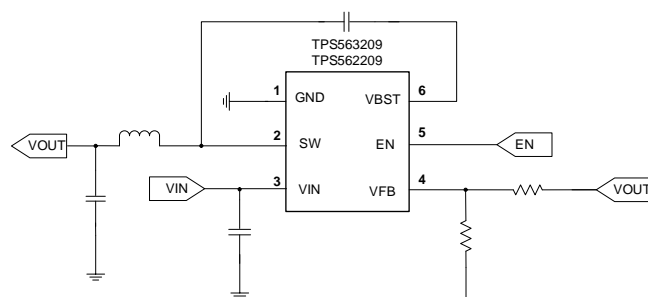 TPS563209
TPS562209
1 GND VBST 6
VOUT 2 SW EN 5 EN
VIN 3 VIN VFB 4 VOUT